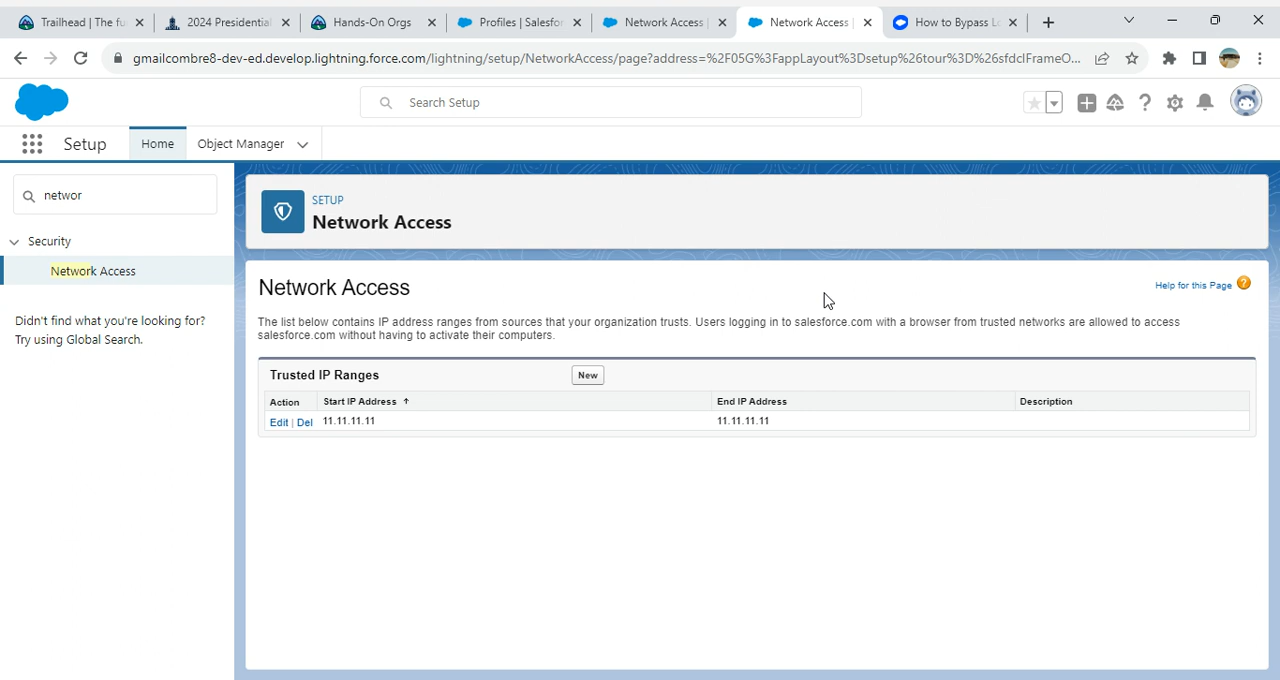 Trailhead | The fu
2024 Presidential
Hands-On Orgs
Profiles | Salesfor
Network Access |
Network Access |
How to Bypass Lo
gmailcombre8-dev-ed.develop.lightning.force.com/lightning/setup/NetworkAccess/page?address=%2F05G%3FappLayout%3Dsetup%26tour%3D%26sfdcIFrameO...
Search Setup
Setup
Home
Object Manager
networ
Security
Network Access
Didn't find what you're looking for?
Try using Global Search.
SETUP
Network Access
Network Access
Help for this Page ?
The list below contains IP address ranges from sources that your organization trusts. Users logging in to salesforce.com with a browser from trusted networks are allowed to access
salesforce.com without having to activate their computers.
Trusted IP Ranges
New
Action Start IP Address ↑ End IP Address Description
Edit | Del 11.11.11.11 11.11.11.11